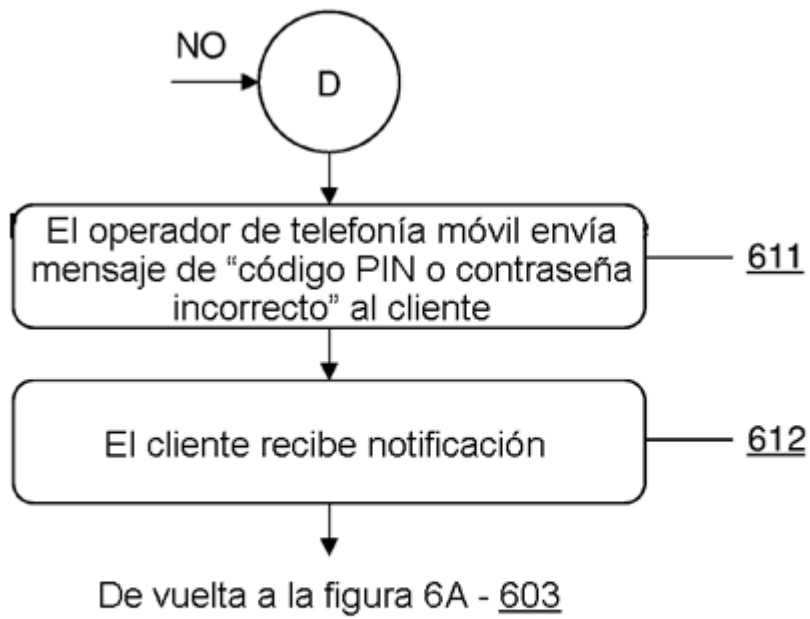 NO
D
El operador de telefonía móvil envía
mensaje de “código PIN o contraseña
incorrecto” al cliente
611
El cliente recibe notificación
612
De vuelta a la figura 6A - 603